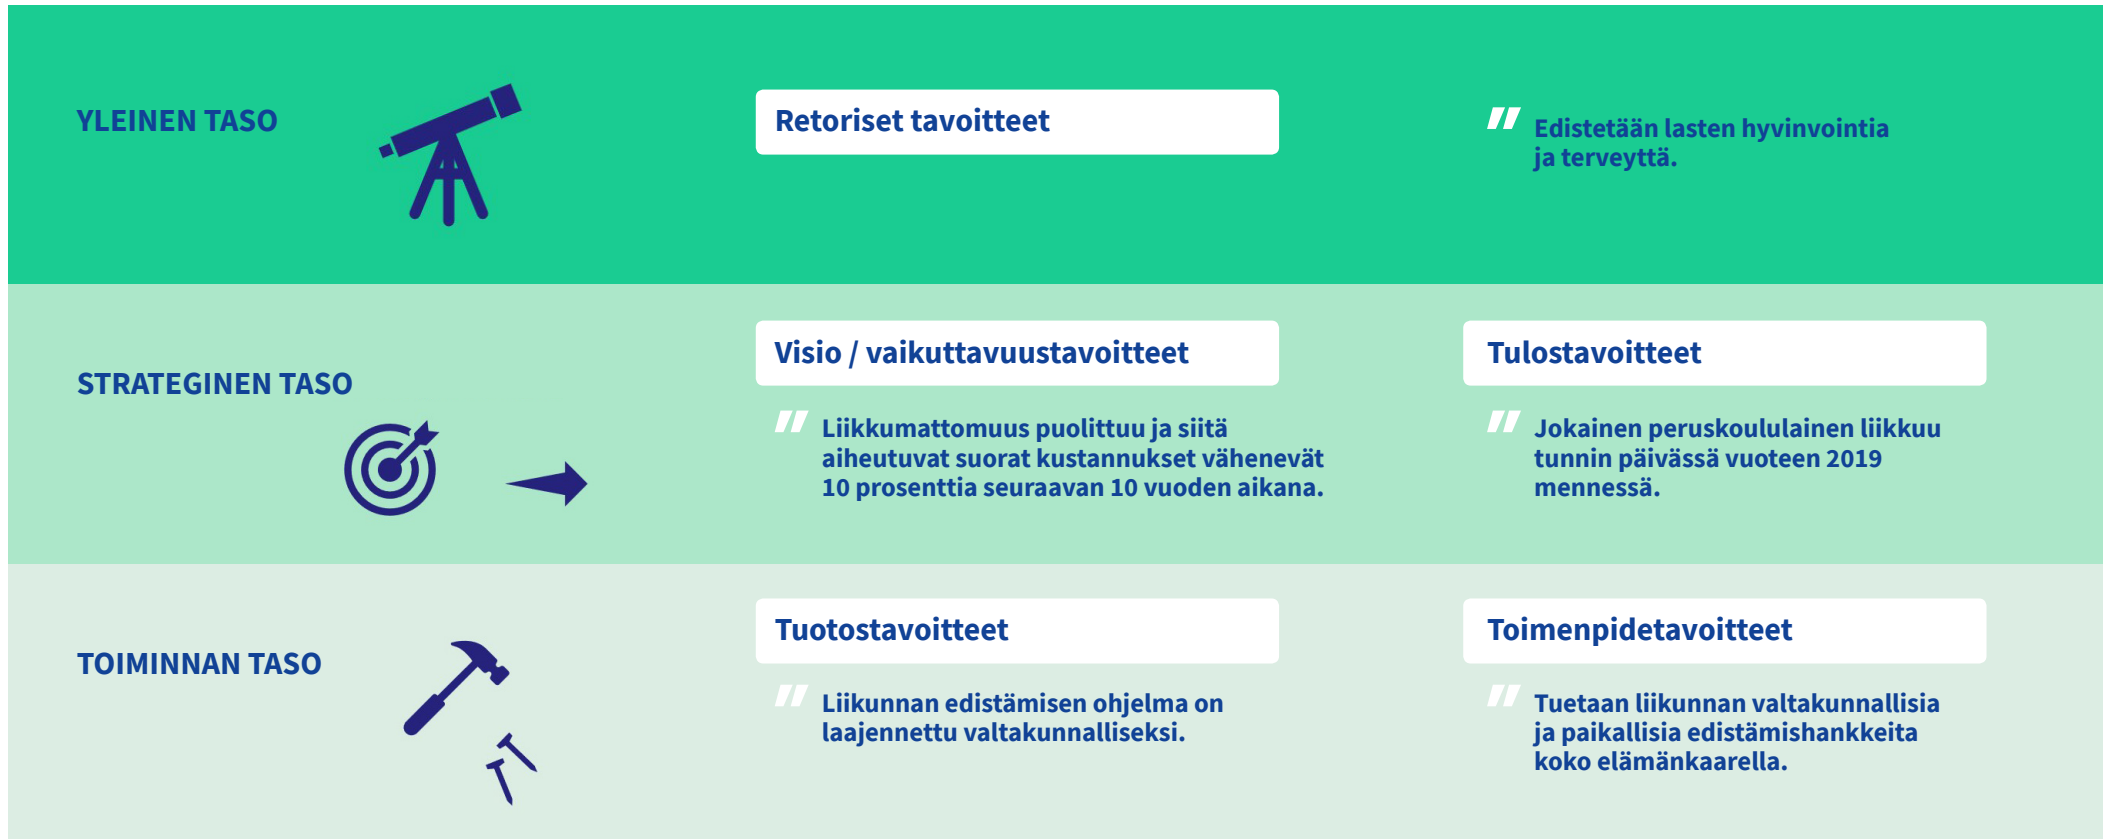 YLEINEN TASO
Retoriset tavoitteet
" Edistetään lasten hyvinvointia
ja terveyttä.
STRATEGINEN TASO
Visio / vaikuttavuustavoitteet
" Liikkumattomuus puolittuu ja siitä
aiheutuvat suorat kustannukset vähenevät
10 prosenttia seuraavan 10 vuoden aikana.
Tulostavoitteet
" Jokainen peruskoululainen liikkuu
tunnin päivässä vuoteen 2019
mennessä.
TOIMINNAN TASO
Tuotostavoitteet
" Liikunnan edistämisen ohjelma on
laajennettu valtakunnalliseksi.
Toimenpidetavoitteet
" Tuetaan liikunnan valtakunnallisia
ja paikallisia edistämishankkeita
koko elämänkaarella.